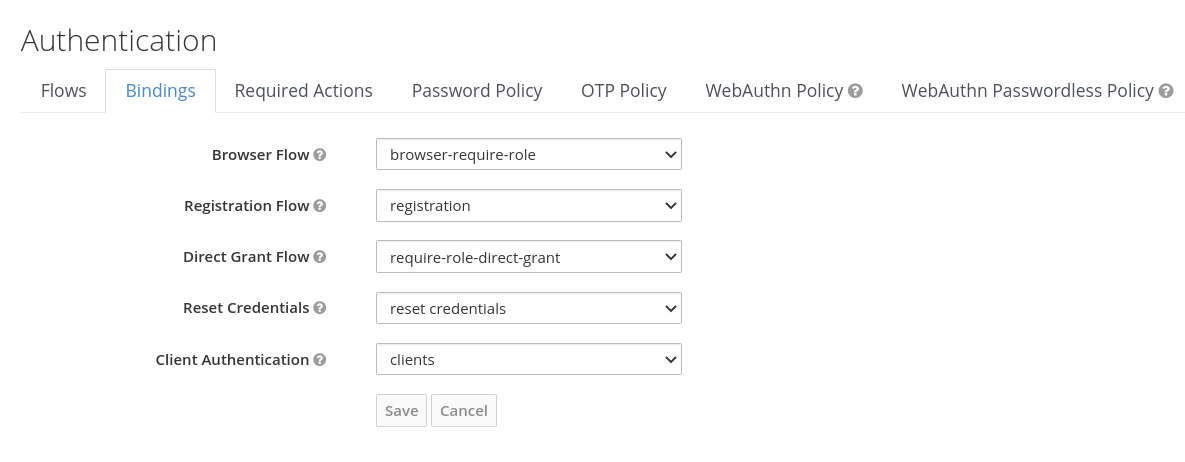 Authentication
Flows Bindings Required Actions Password Policy OTP Policy WebAuthn Policy WebAuthn Passwordless Policy
Browser Flow browser-require-role
Registration Flow registration
Direct Grant Flow require-role-direct-grant
Reset Credentials reset credentials
Client Authentication clients
Save Cancel